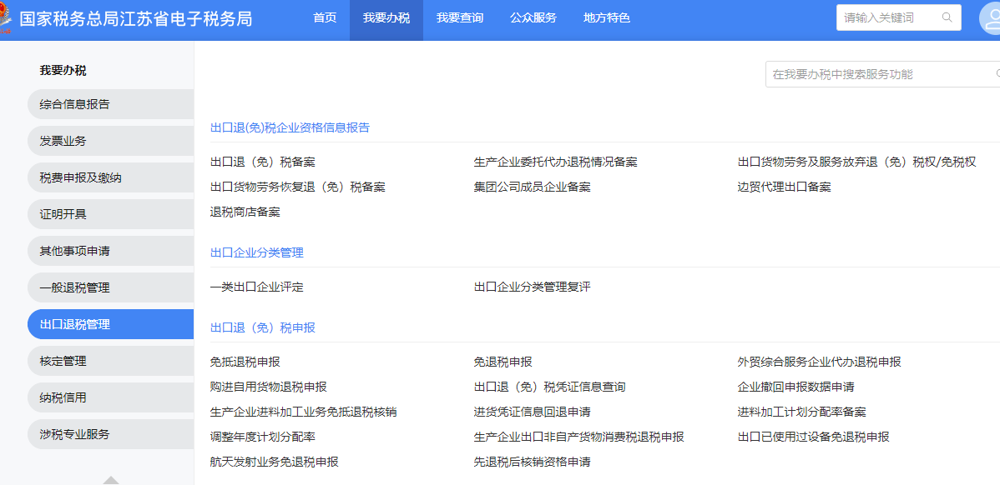 国家税务总局江苏省电子税务局 首页 我要办税 我要查询 公众服务 地方特色 请输入关键词
我要办税
综合信息报告
发票业务
税费申报及缴纳
证明开具
其他事项申请
一般退税管理
出口退税管理
核定管理
纳税信用
涉税专业服务
在我要办税中搜索服务功能
出口退(免)税企业资格信息报告
出口退（免）税备案 生产企业委托代办退税情况备案 出口货物劳务及服务放弃退（免）税权/免税权
出口货物劳务恢复退（免）税备案 集团公司成员企业备案 边贸代理出口备案
退税商店备案
出口企业分类管理
一类出口企业评定 出口企业分类管理复评
出口退（免）税申报
免抵退税申报 免退税申报 外贸综合服务企业代办退税申报
购进自用货物退税申报 出口退（免）税凭证信息查询 企业撤回申报数据申请
生产企业进料加工业务免抵退税核销 进货凭证信息回退申请 进料加工计划分配率备案
调整年度计划分配率 生产企业出口非自产货物消费税退税申报 出口已使用过设备免退税申报
航天发射业务免退税申报 先退税后核销资格申请